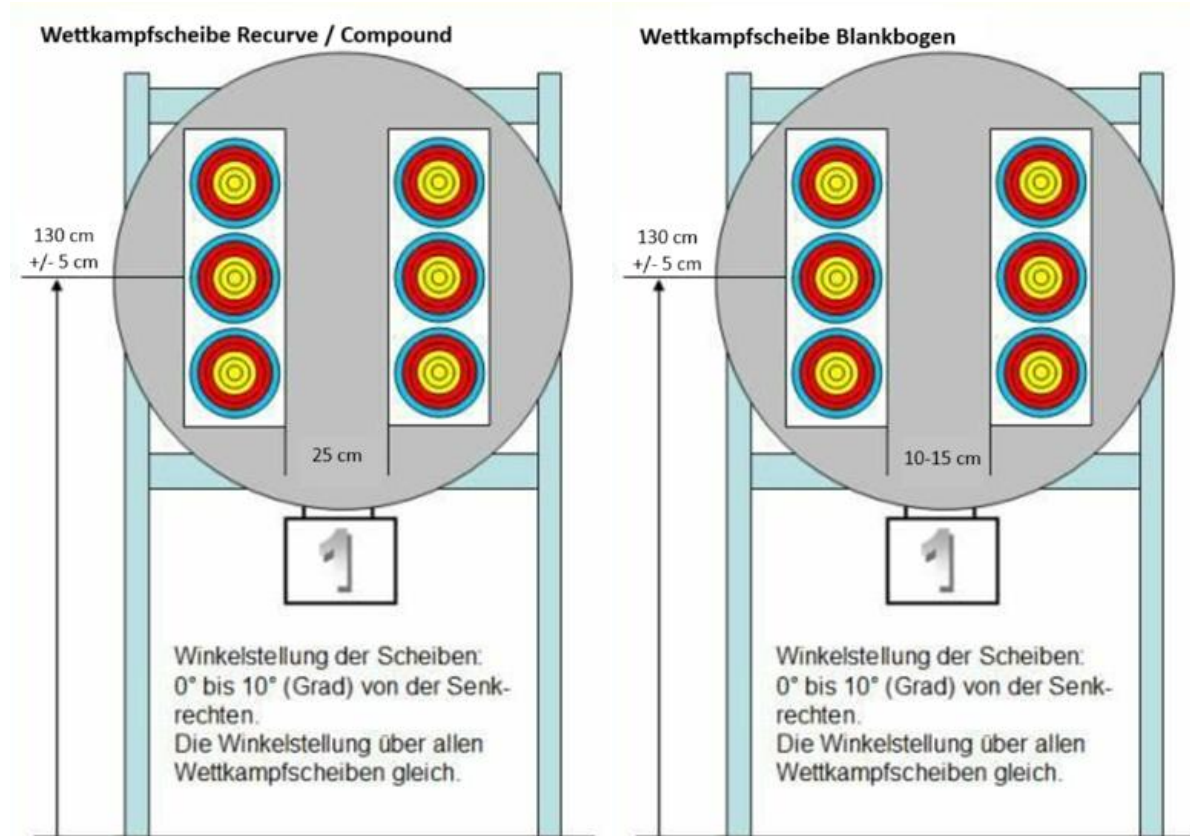 Wettkampfscheibe Recurve / Compound
130 cm
+/- 5 cm
25 cm
1
Winkelstellung der Scheiben:
0° bis 10° (Grad) von der Senk-
rechten.
Die Winkelstellung über allen
Wettkampfscheiben gleich.
Wettkampfscheibe Blankbogen
130 cm
+/- 5 cm
10-15 cm
1
Winkelstellung der Scheiben:
0° bis 10° (Grad) von der Senk-
rechten.
Die Winkelstellung über allen
Wettkampfscheiben gleich.